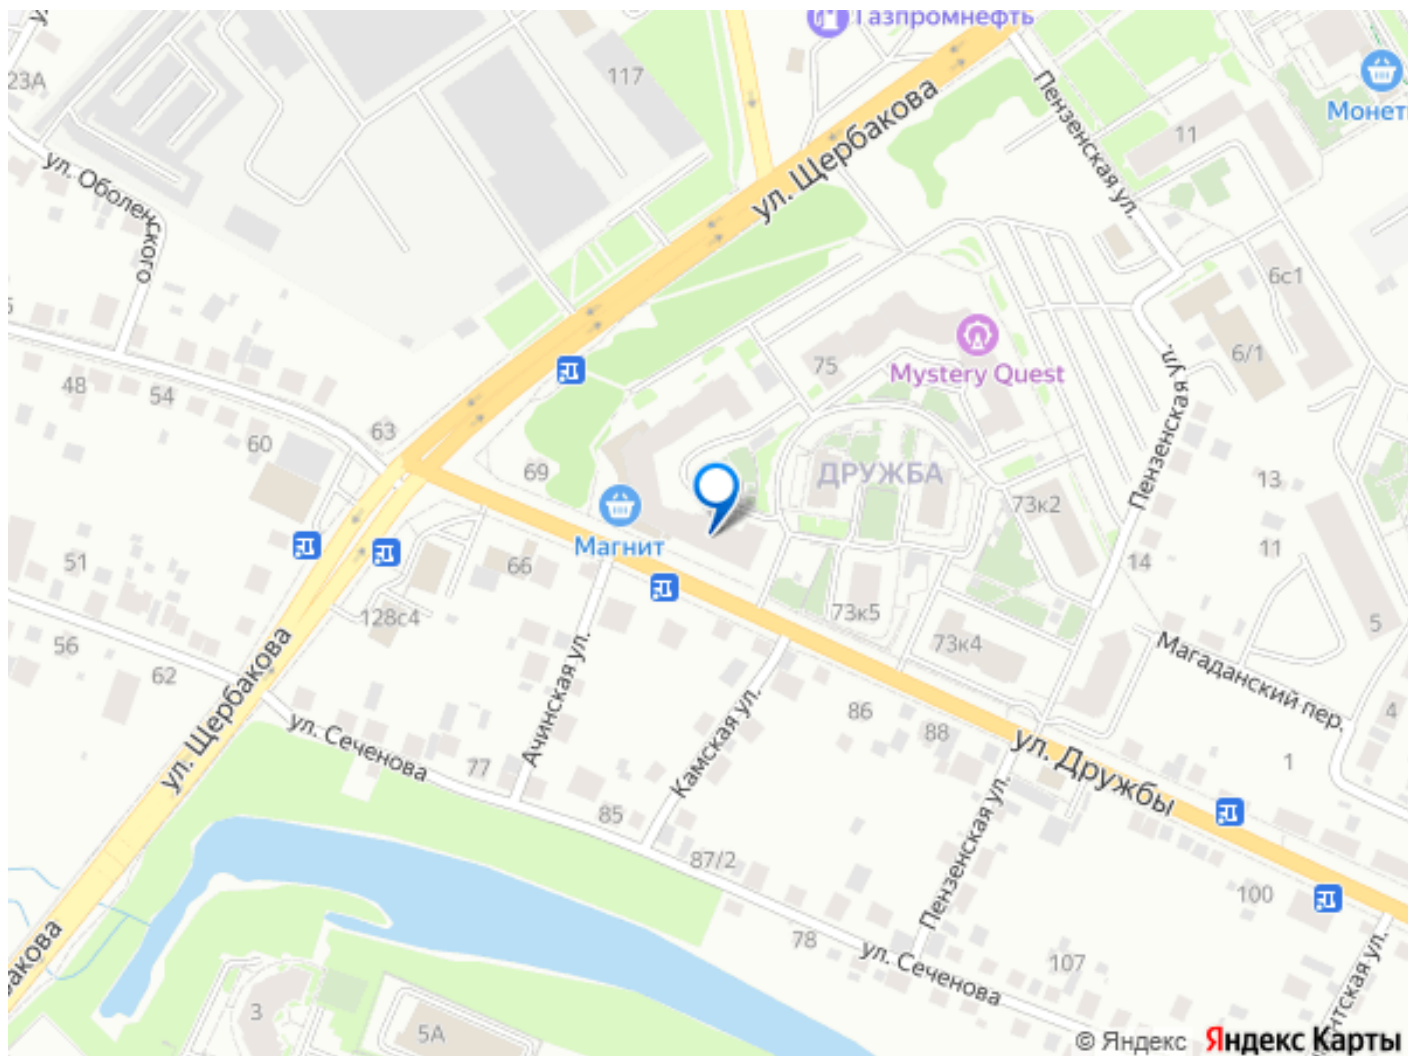 Газпромнефть
23А
117
Пензенская ул.
Монет
11
ул. Щербакова
ул. Оболенского
6с1
6/1
75
Mystery Quest
48
54
63
60
69
ДРУЖБА
73к2
13
11
Пензенская ул.
Магнит
66
51
14
128с4
73к5
73к4
5
56
62
Магаданский пер.
4
ул. Щербакова
ул. Сеченова
Ачинская ул.
Камская ул.
86
88
ул. Дружбы
1
77
85
87/2
Пензенская ул.
100
78
ул. Сеченова
107
бакова
нтская ул.
3
5А
© Яндекс Яндекс Карты